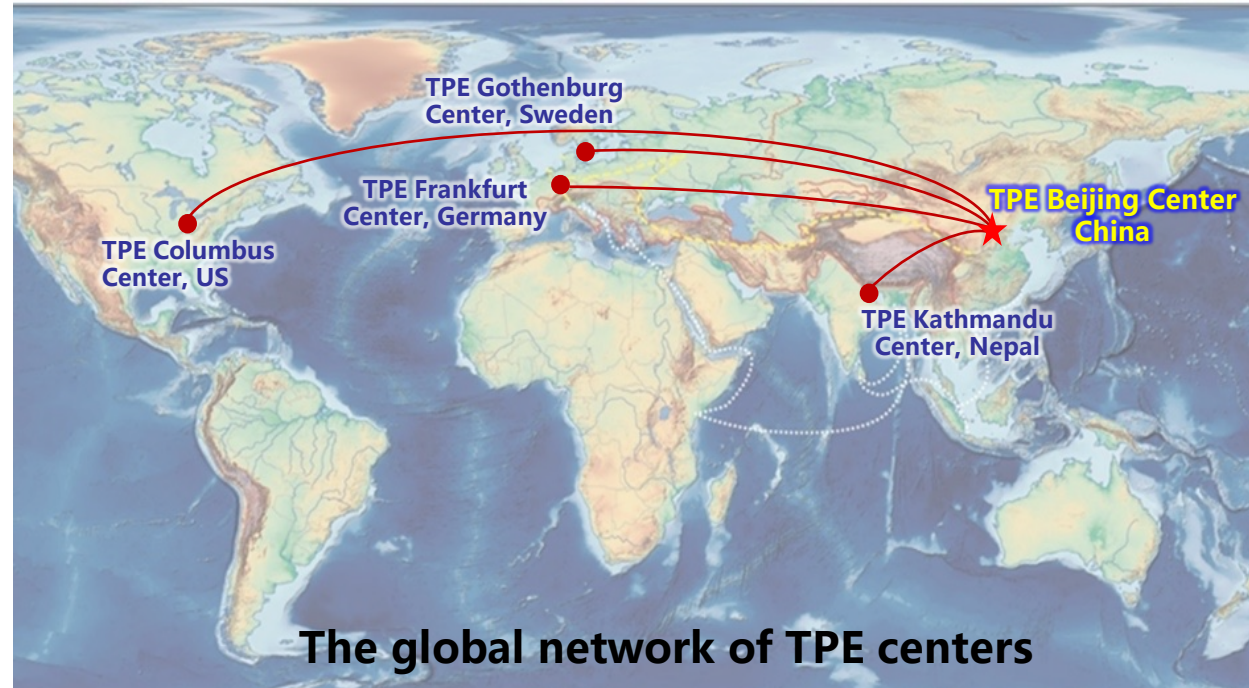 TPE Gothenburg
Center, Sweden
TPE Frankfurt
Center, Germany
TPE Beijing Center
China
TPE Columbus
Center, US
TPE Kathmandu
Center, Nepal
The global network of TPE centers